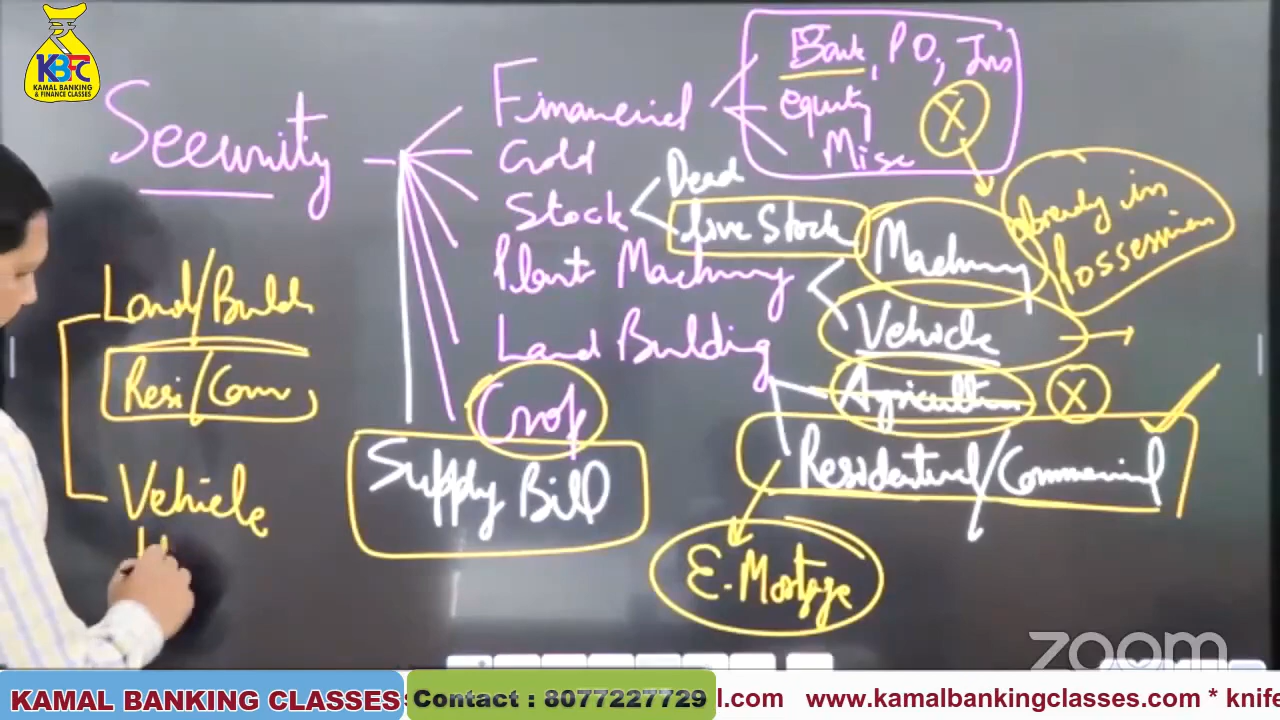 KBFC
KAMAL BANKING
& FINANCE CLASSES
Security
Financial
Bank, PO, Ins
equity
Misc
X
Gold
Stock
Dead
Live Stock
Plant Machinery
Machinery
already in
Possession
Vehicle
Land Building
Agriculture
X
Residential/Commercial
Crop
Supply Bill
E-Mortgage
Land/Build
Resi/Com
Vehicle
zoom
KAMAL BANKING CLASSES
Contact : 8077227729
l.com www.kamalbankingclasses.com * knife